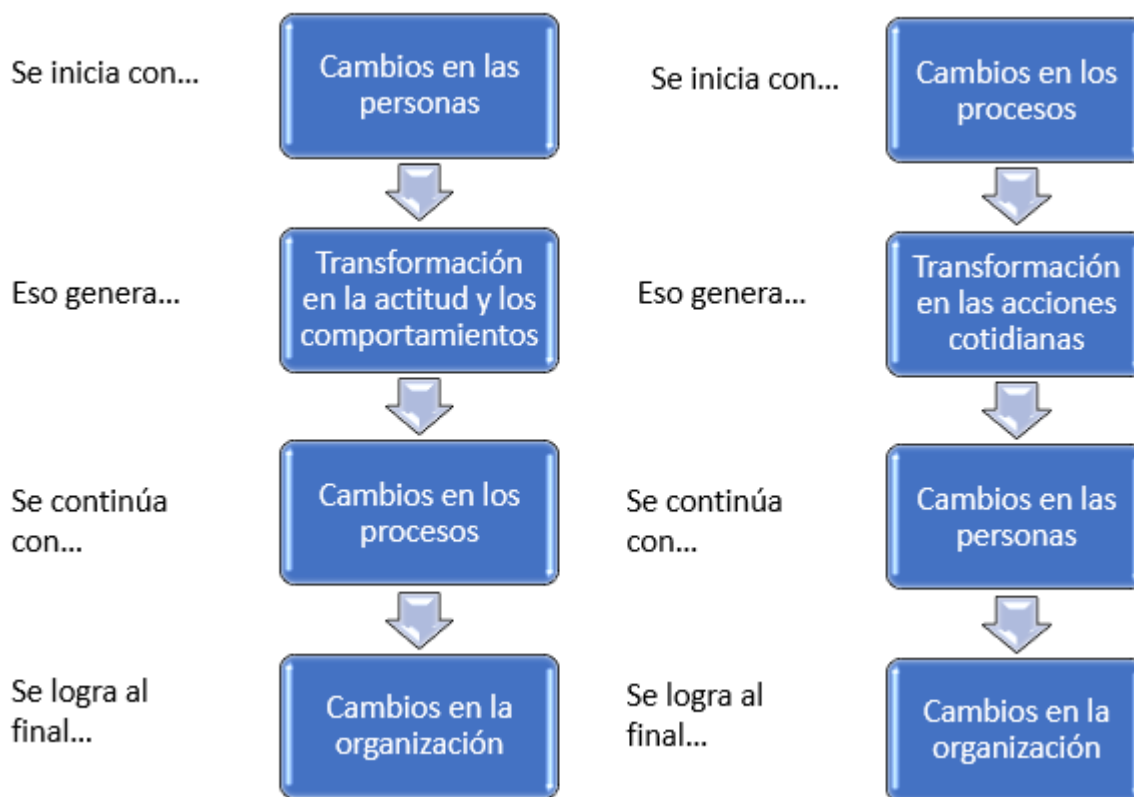 Se inicia con...
Cambios en las
personas
Se inicia con...
Cambios en los
procesos
Eso genera...
Transformación
en la actitud y los
comportamientos
Eso genera...
Transformación
en las acciones
cotidianas
Se continúa
con...
Cambios en los
procesos
Se continúa
con...
Cambios en las
personas
Se logra al
final...
Cambios en la
organización
Se logra al
final...
Cambios en la
organización